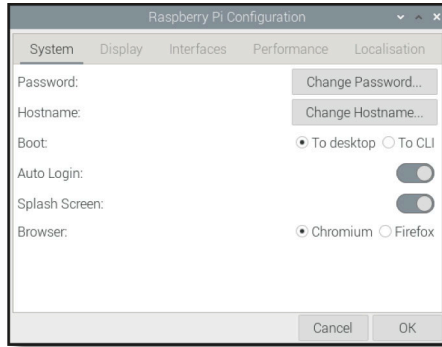 Raspberry Pi Configuration
System Display Interfaces Performance Localisation
Password: Change Password...
Hostname: Change Hostname...
Boot: To desktop To CLI
Auto Login:
Splash Screen:
Browser: Chromium Firefox
Cancel OK